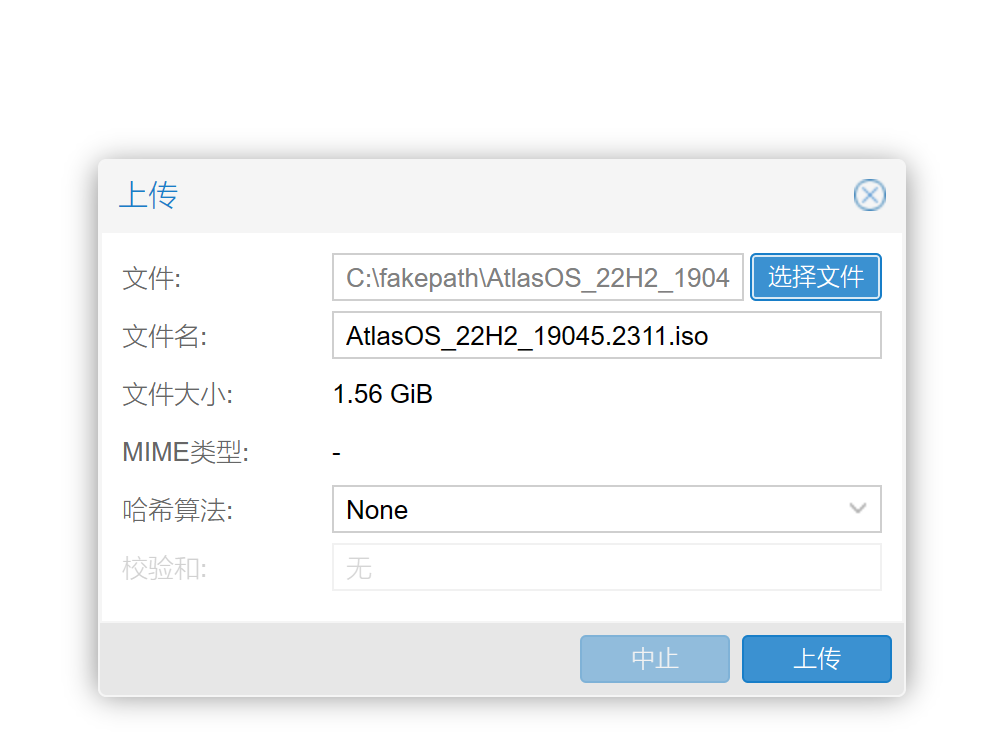 上传
文件: C:\fakepath\AtlasOS_22H2_1904 选择文件
文件名: AtlasOS_22H2_19045.2311.iso
文件大小: 1.56 GiB
MIME类型: -
哈希算法: None
校验和: 无
中止 上传